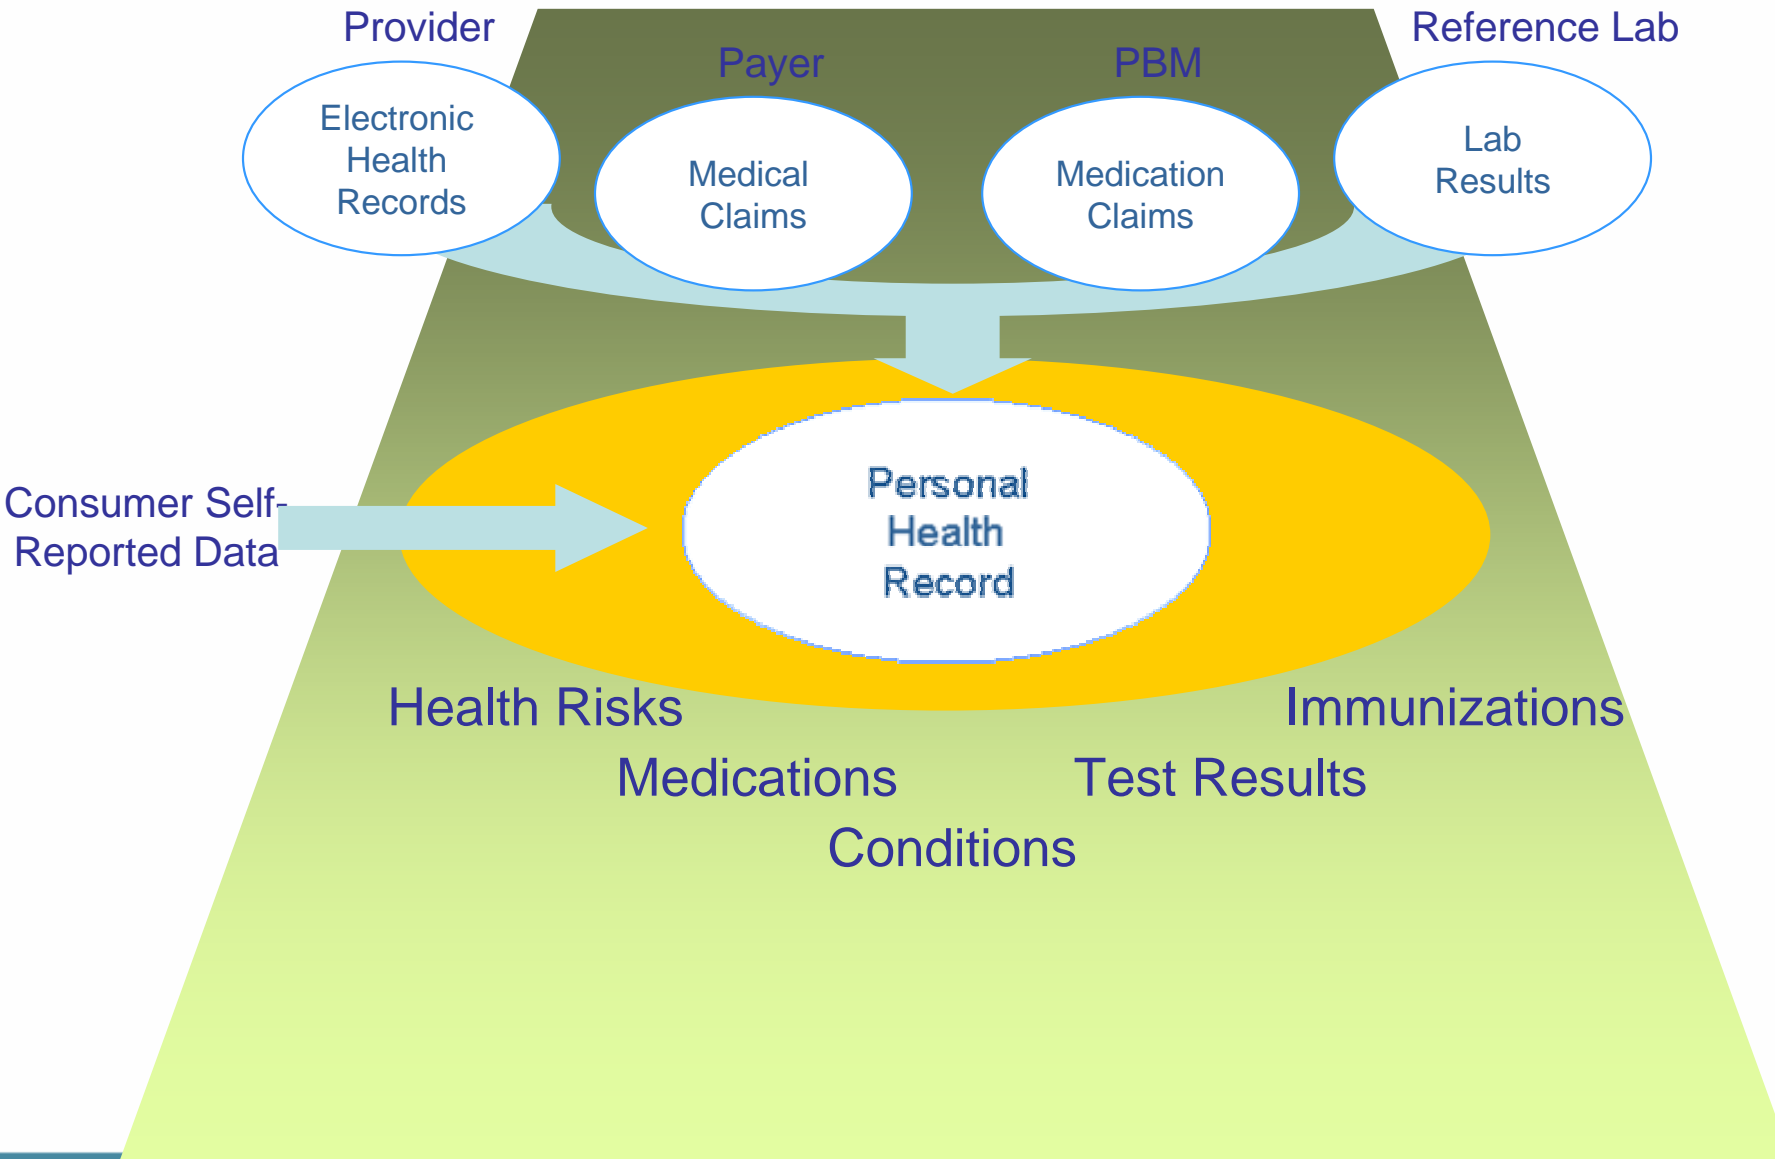 Provider
Reference Lab
Payer
PBM
Electronic
Health
Records
Medical
Claims
Medication
Claims
Lab
Results
Consumer Self-
Reported Data
Personal
Health
Record
Health Risks
Immunizations
Medications
Test Results
Conditions